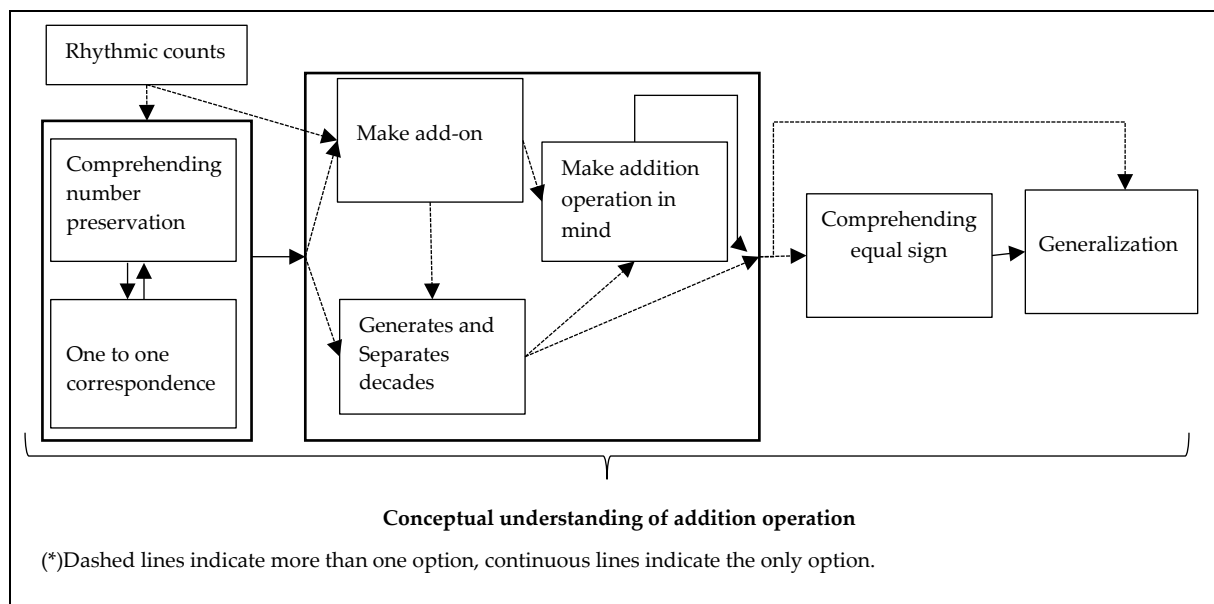 Rhythmic counts
Comprehending
number
preservation
One to one
correspondence
Make add-on
Generates and
Separates
decades
Make addition
operation in
mind
Comprehending
equal sign
Generalization
Conceptual understanding of addition operation
(*)Dashed lines indicate more than one option, continuous lines indicate the only option.